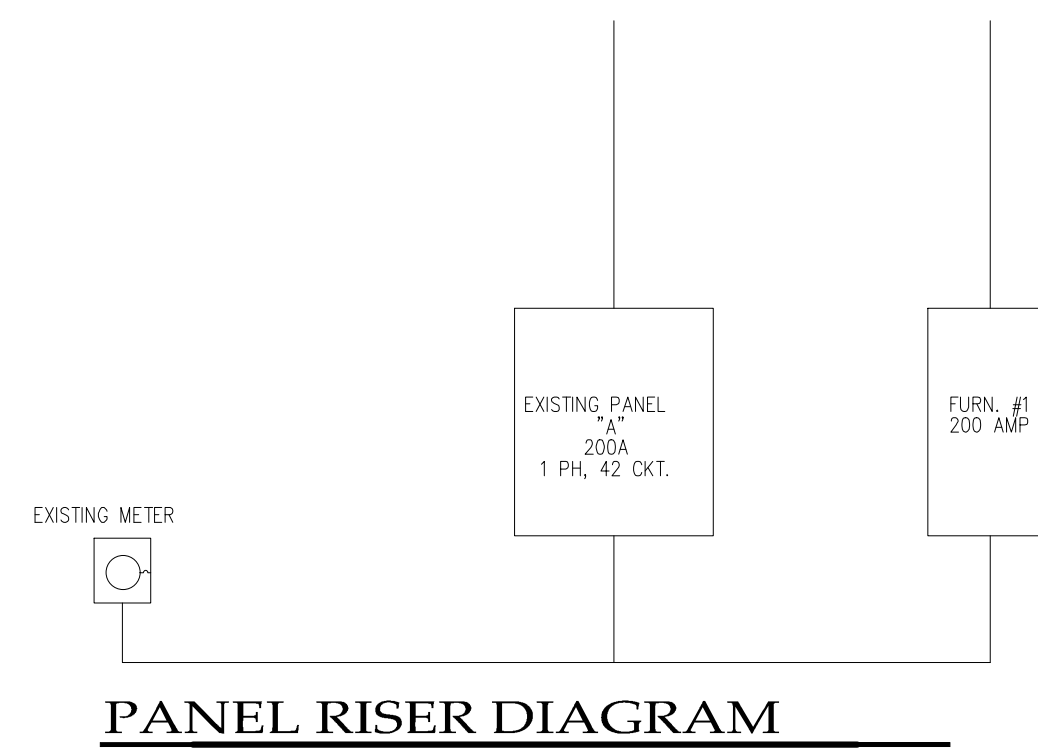 EXISTING PANEL
"A"
200A
1 PH, 42 CKT.
FURN. #1
200 AMP
EXISTING METER
PANEL RISER DIAGRAM